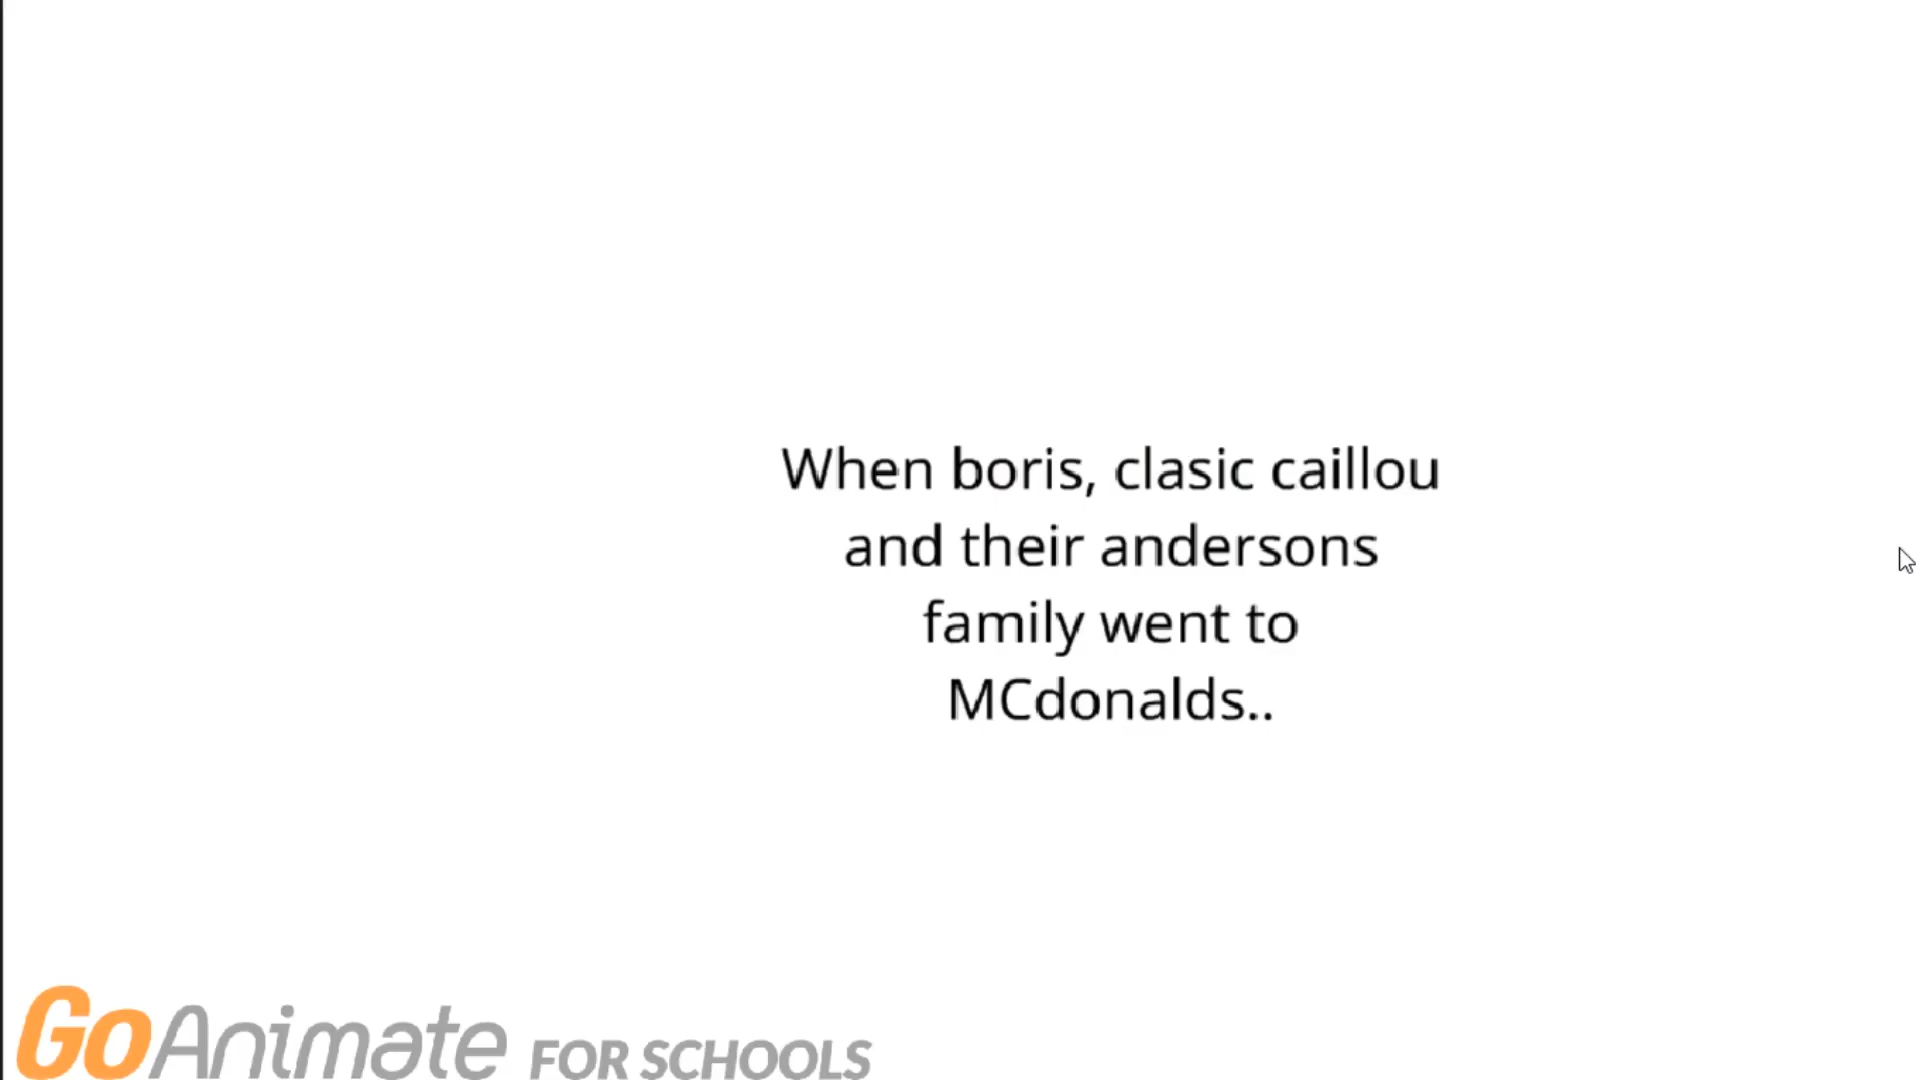 When boris, clasic caillou
and their andersons
family went to
MCdonalds..
GoAnimate FOR SCHOOLS